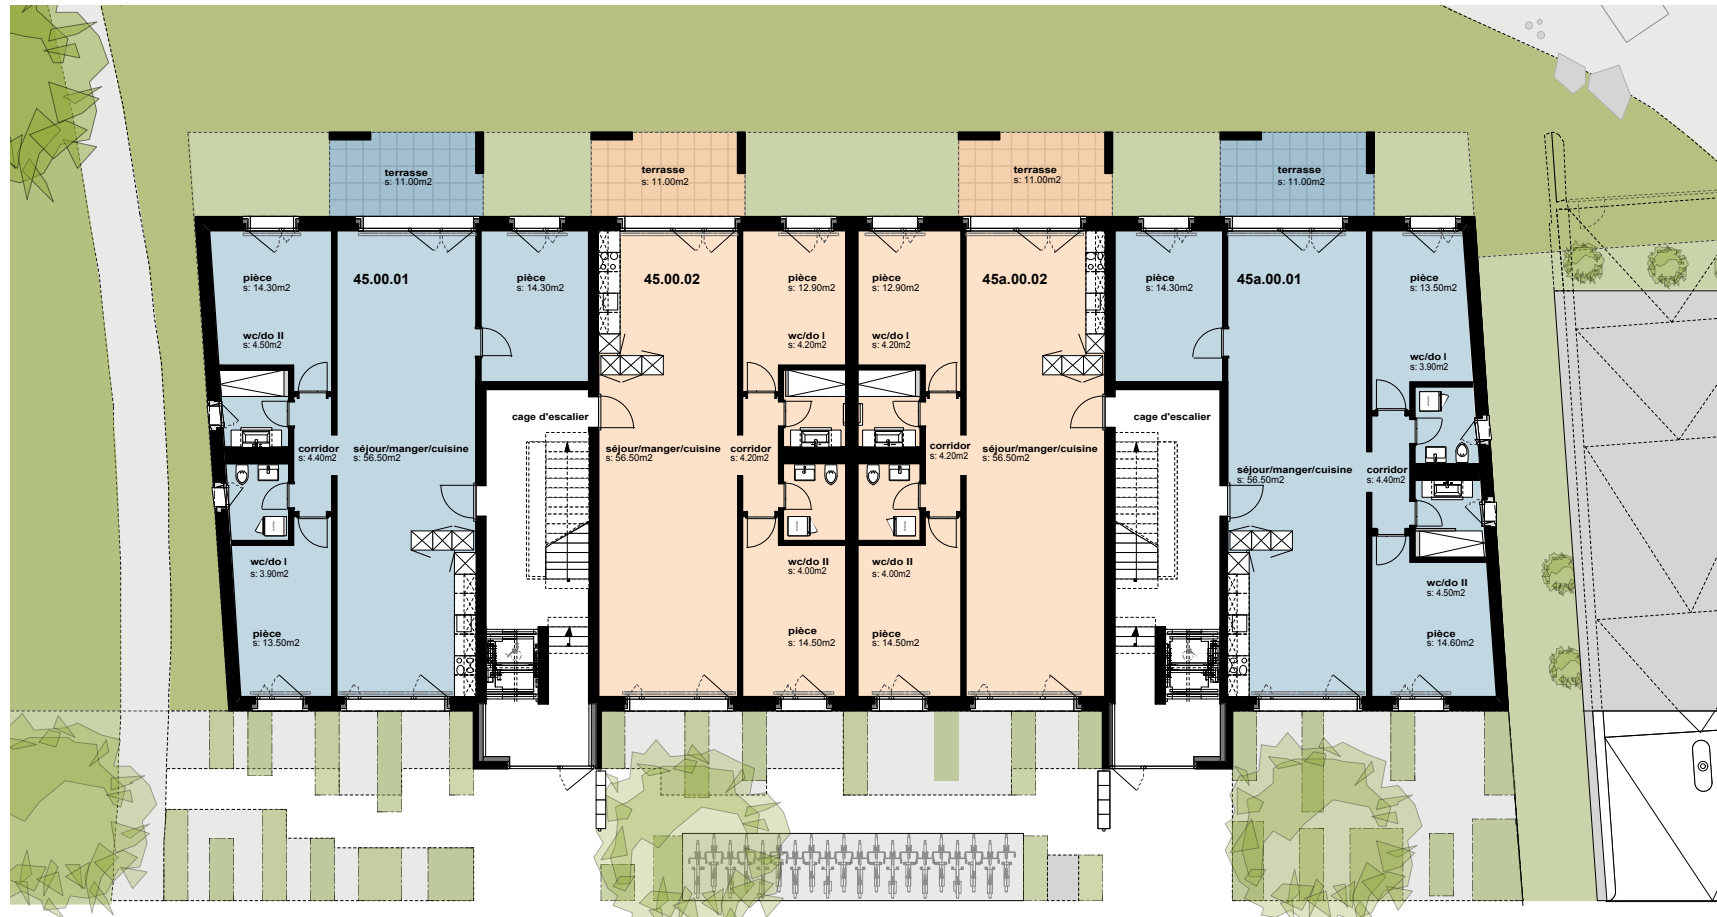 terrasse
s: 11.00m2
terrasse
s: 11.00m2
terrasse
s: 11.00m2
terrasse
s: 11.00m2
pièce
s: 14.30m2
45.00.01
pièce
s: 14.30m2
45.00.02
pièce
s: 12.90m2
pièce
s: 12.90m2
45a.00.02
pièce
s: 14.30m2
45a.00.01
pièce
s: 13.50m2
wc/do II
s: 4.50m2
wc/do I
s: 4.20m2
wc/do I
s: 4.20m2
wc/do I
s: 3.90m2
cage d'escalier
cage d'escalier
corridor
s: 4.40m2
séjour/manger/cuisine
s: 56.50m2
séjour/manger/cuisine
s: 56.50m2
corridor
s: 4.20m2
corridor
s: 4.20m2
séjour/manger/cuisine
s: 56.50m2
séjour/manger/cuisine
s: 56.50m2
corridor
s: 4.40m2
wc/do I
s: 3.90m2
wc/do II
s: 4.00m2
wc/do II
s: 4.00m2
wc/do II
s: 4.50m2
pièce
s: 13.50m2
pièce
s: 14.50m2
pièce
s: 14.50m2
pièce
s: 14.60m2